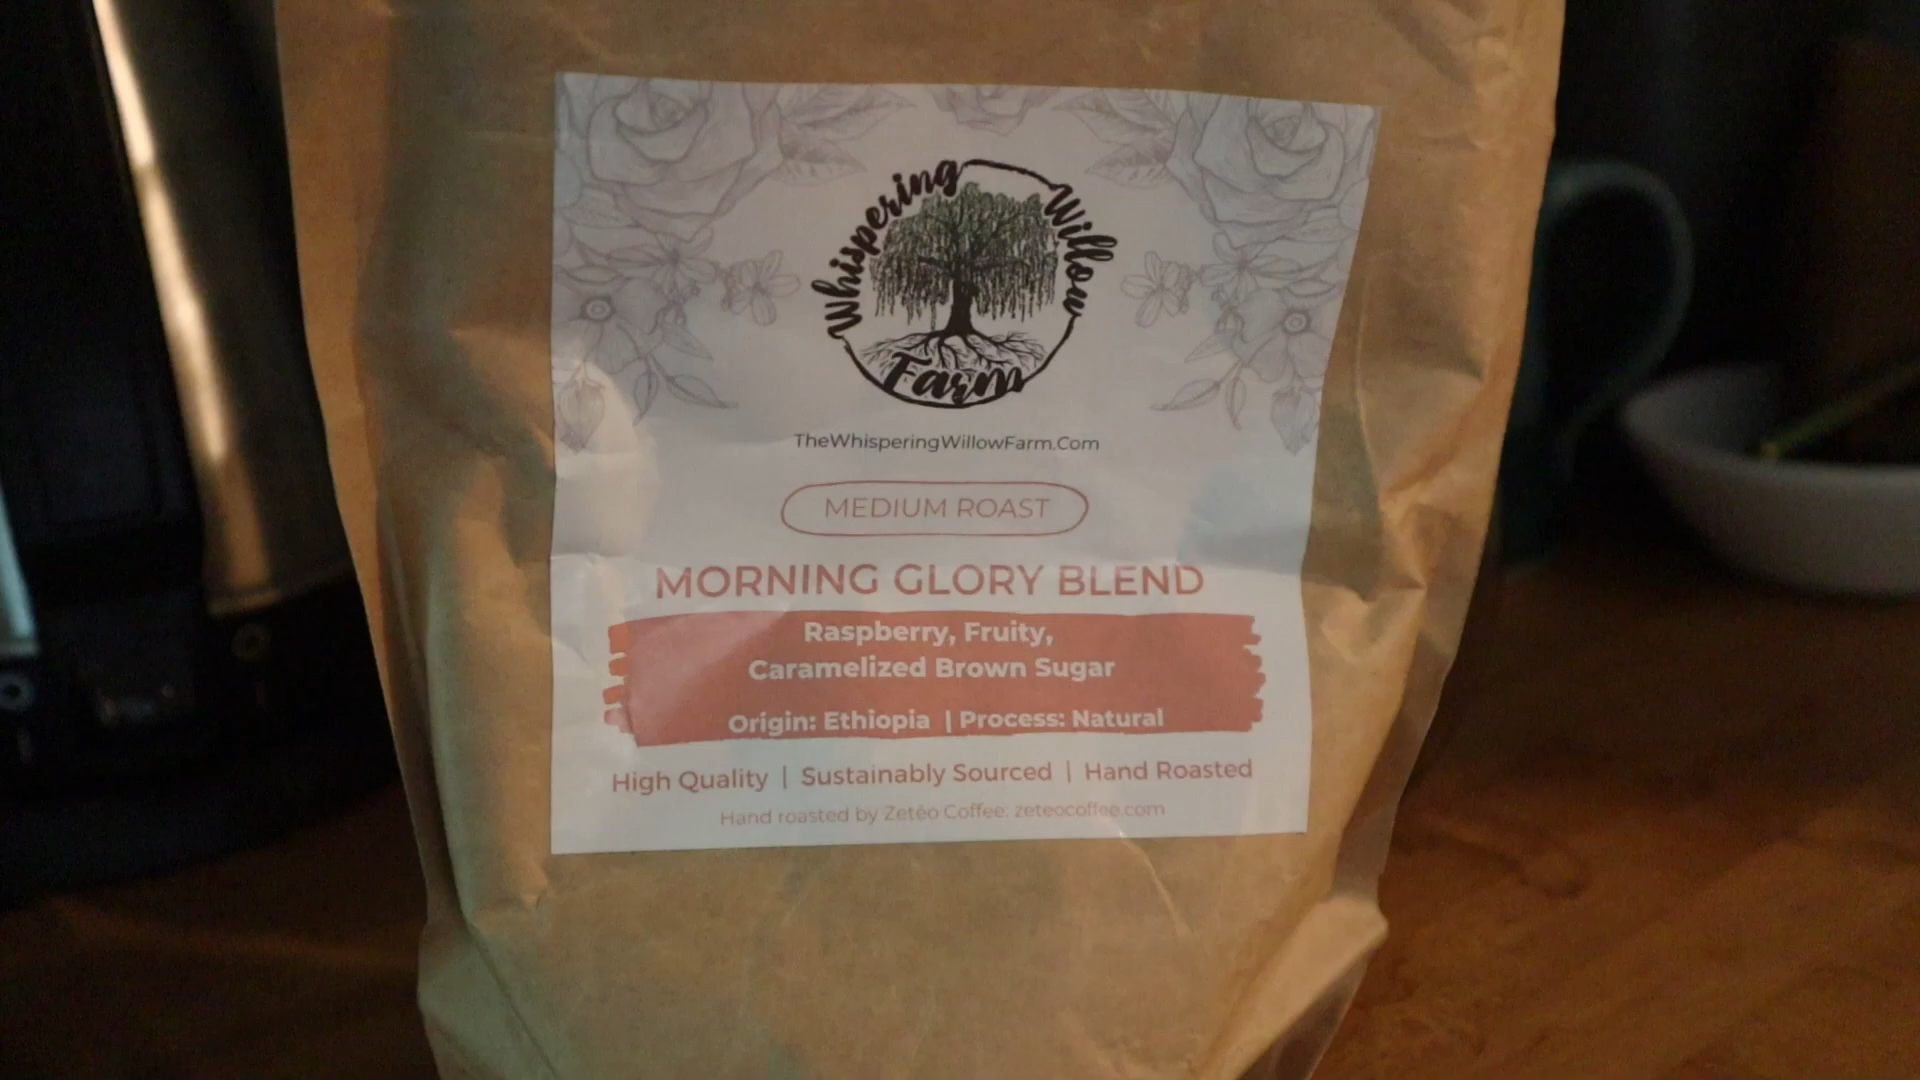 Whispering Willow
Farm
TheWhisperingWillowFarm.Com
MEDIUM ROAST
MORNING GLORY BLEND
Raspberry, Fruity,
Caramelized Brown Sugar
Origin: Ethiopia | Process: Natural
High Quality | Sustainably Sourced | Hand Roasted
Hand roasted by Zetêo Coffee: zeteocoffee.com